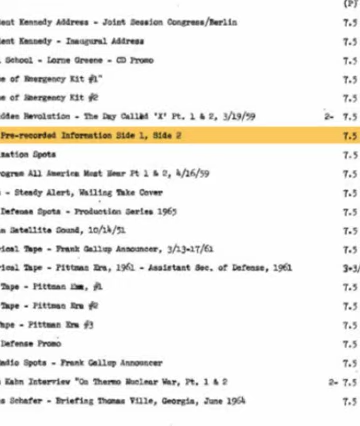 (P)
ent Kennedy Address - Joint Session Congress/Berlin 7.5
ent Kennedy - Inaugural Address 7.5
School - Lorne Greene - CD Promo 7.5
e of Emergency Kit #1" 7.5
e of Emergency Kit #2 7.5
dden Revolution - The Day Called 'X' Pt. 1 & 2, 3/19/59 2- 7.5
Pre-recorded Information Side 1, Side 2 7.5
mation Spots 7.5
ogram All America Must Hear Pt 1 & 2, 4/16/59 7.5
- Steady Alert, Wailing Take Cover 7.5
Defense Spots - Production Series 1965 7.5
n Satellite Sound, 10/14/51 7.5
ical Tape - Frank Gallup Announcer, 3/13-17/61 7.5
ical Tape - Pittman Era, 1961 - Assistant Sec. of Defense, 1961 3-3/
Tape - Pittman Era, #1 7.5
Tape - Pittman Era #2 7.5
Tape - Pittman Era #3 7.5
Defense Promo 7.5
adio Spots - Frank Gallop Announcer 7.5
Kahn Interview "On Thermo Nuclear War, Pt. 1 & 2 2- 7.5
s Schafer - Briefing Thomas Ville, Georgia, June 1964 7.5